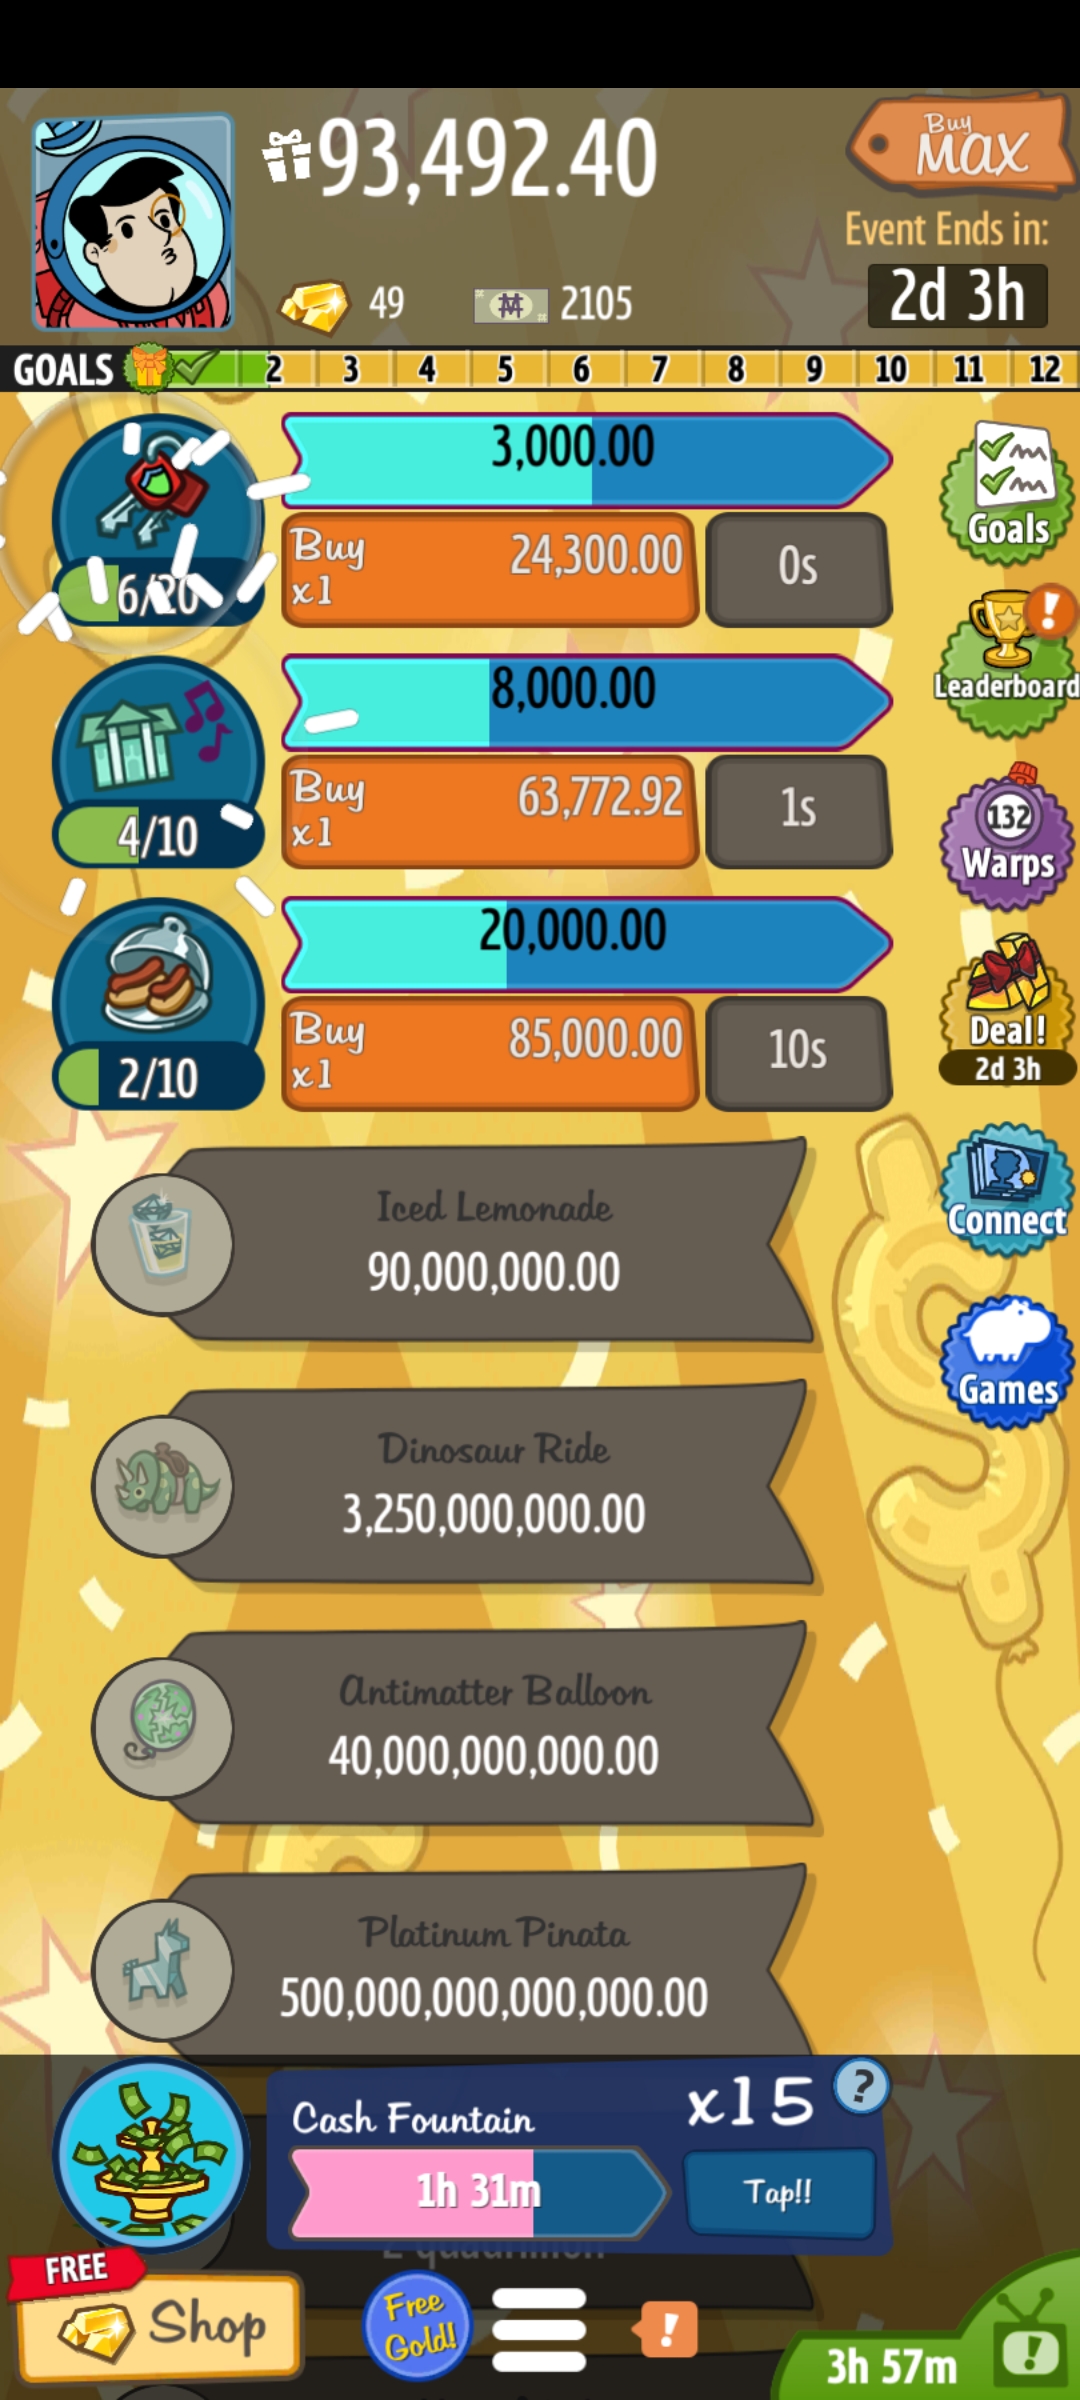 93,492.40
Buy
MAX
Event Ends in:
49
2105
2d 3h
GOALS 2 3 4 5 6 7 8 9 10 11 12
3,000.00
Buy
x1
24,300.00
0s
6/20
Goals
8,000.00
Buy
x1
63,772.92
1s
4/10
Leaderboard
132
Warps
20,000.00
Buy
x1
85,000.00
10s
2/10
Deal!
2d 3h
Connect
Games
Iced Lemonade
90,000,000.00
Dinosaur Ride
3,250,000,000.00
Antimatter Balloon
40,000,000,000.00
Platinum Pinata
500,000,000,000,000.00
Cash Fountain
x15
?
1h 31m
Tap!!
2 quadrillion
FREE
Shop
Free
Gold!
!
3h 57m
!